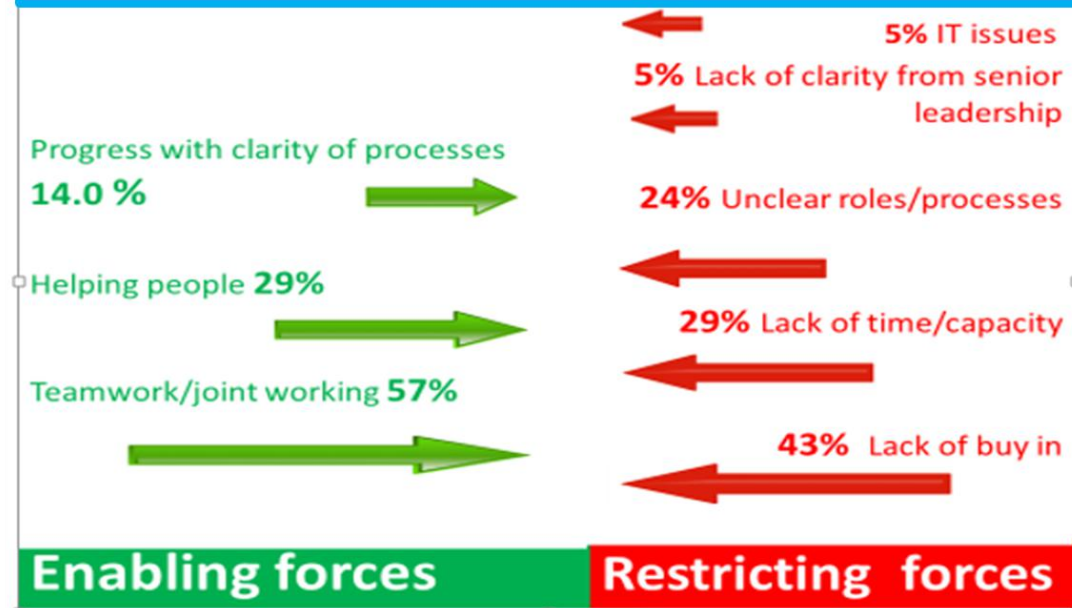 Progress with clarity of processes
14.0 %
Helping people 29%
Teamwork/joint working 57%
Enabling forces
5% IT issues
5% Lack of clarity from senior
leadership
24% Unclear roles/processes
29% Lack of time/capacity
43% Lack of buy in
Restricting forces